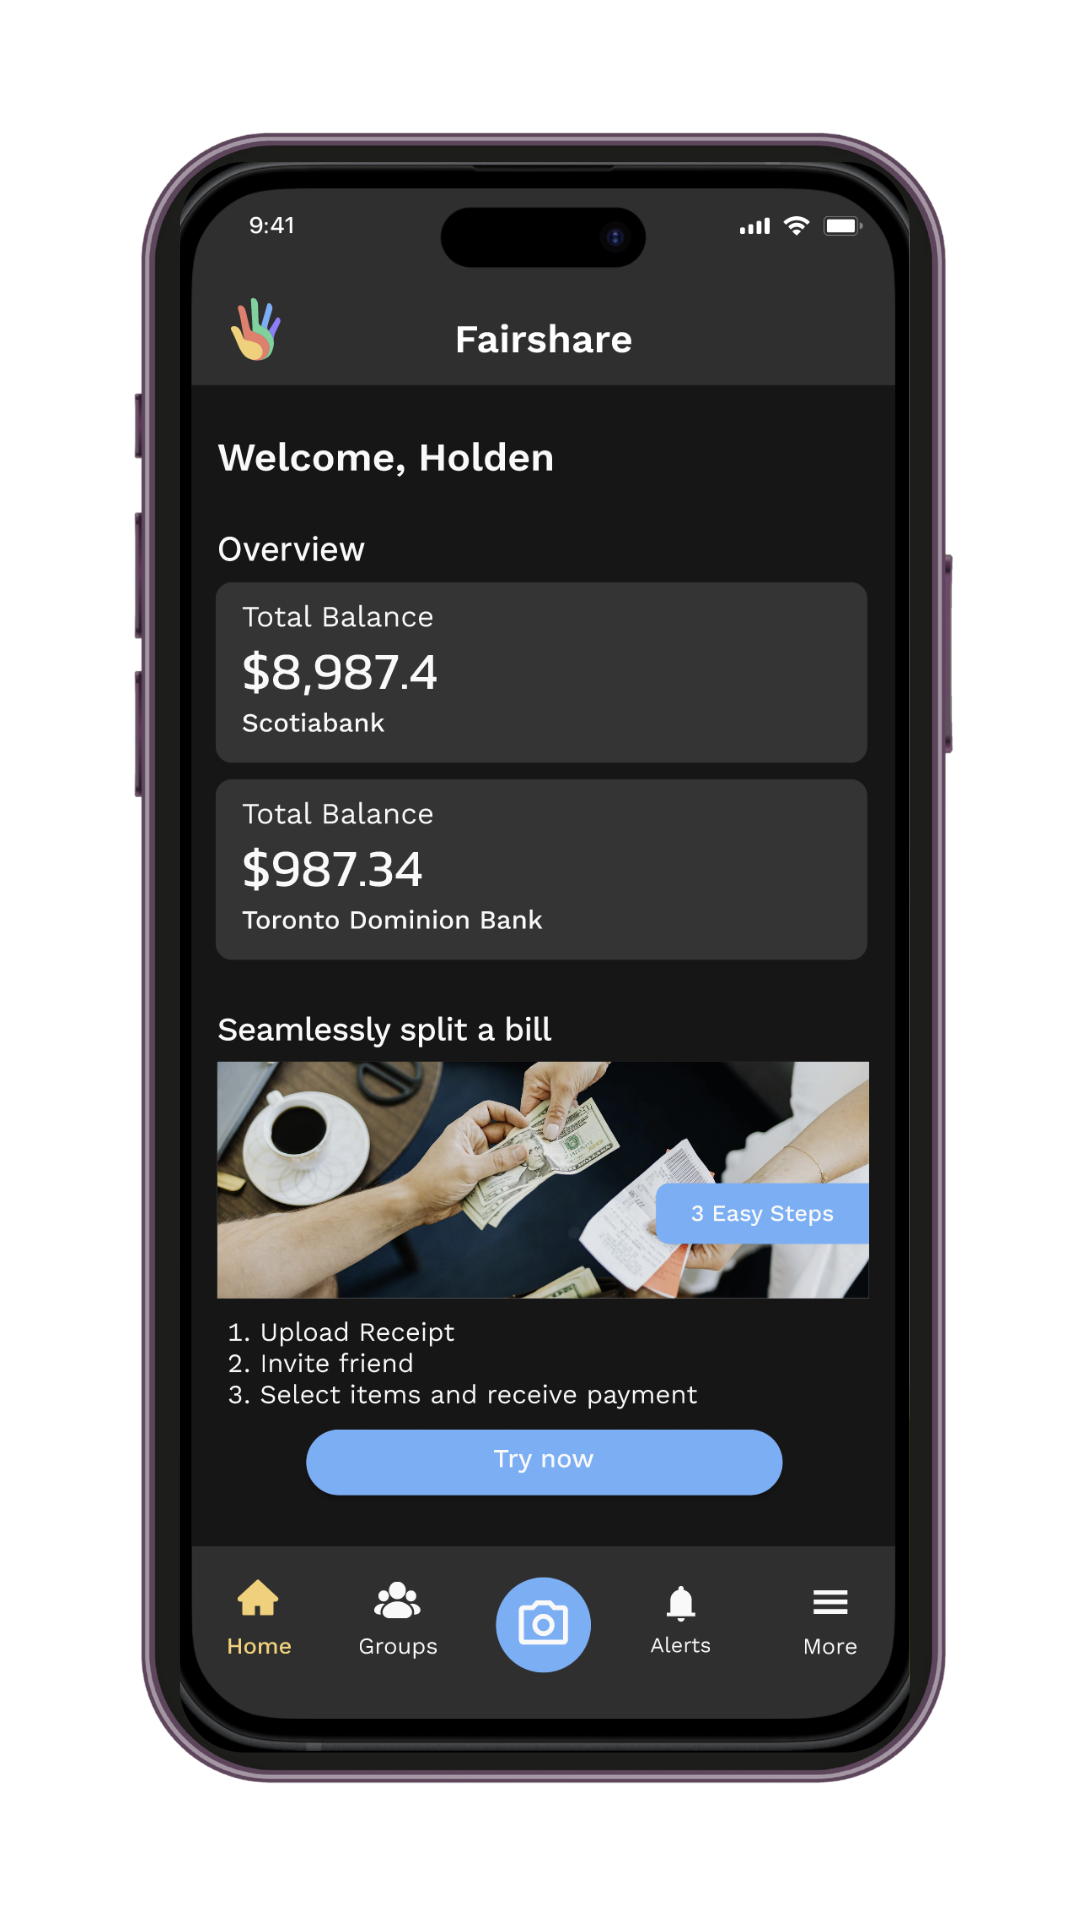 9:41
Fairshare
Welcome, Holden
Overview
Total Balance
$8,987.4
Scotiabank
Total Balance
$987.34
Toronto Dominion Bank
Seamlessly split a bill
3 Easy Steps
1. Upload Receipt
2. Invite friend
3. Select items and receive payment
Try now
Home
Groups
Alerts
More